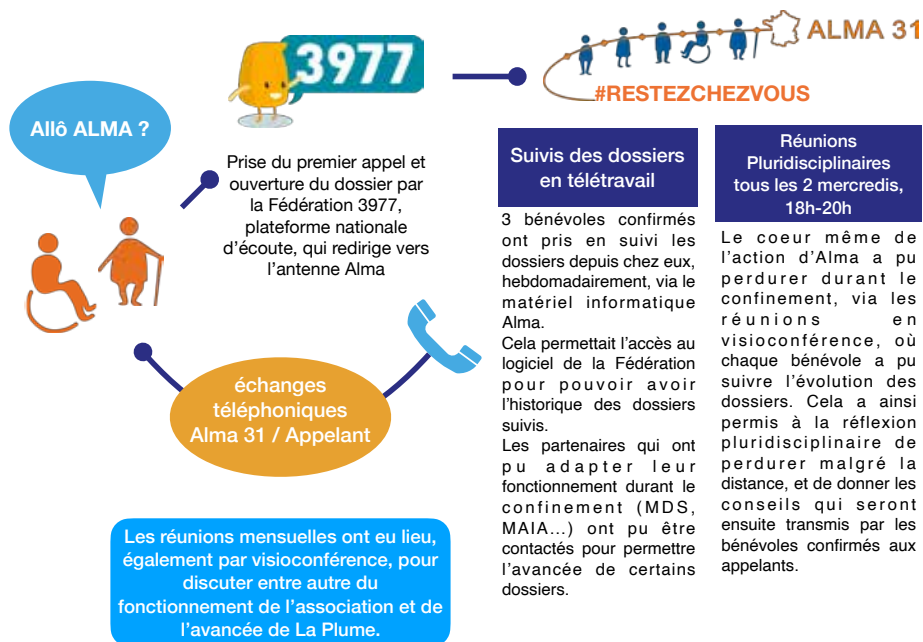 3977
ALMA 31
#RESTEZCHEZVOUS
Allô ALMA ?
Prise du premier appel et
ouverture du dossier par
la Fédération 3977,
plateforme nationale
d'écoute, qui redirige vers
l'antenne Alma
échanges
téléphoniques
Alma 31 / Appelant
Les réunions mensuelles ont eu lieu,
également par visioconférence, pour
discuter entre autre du
fonctionnement de l'association et de
l'avancée de La Plume.
Suivis des dossiers
en télétravail
3 bénévoles confirmés
ont pris en suivi les
dossiers depuis chez eux,
hebdomadairement, via le
matériel informatique
Alma.
Cela permettait l'accès au
logiciel de la Fédération
pour pouvoir avoir
l'historique des dossiers
suivis.
Les partenaires qui ont
pu adapter leur
fonctionnement durant le
confinement (MDS,
MAIA...) ont pu être
contactés pour permettre
l'avancée de certains
dossiers.
Réunions
Pluridisciplinaires
tous les 2 mercredis,
18h-20h
Le coeur même de
l'action d'Alma a pu
perdurer durant le
confinement, via les
réunions en
visioconférence, où
chaque bénévole a pu
suivre l'évolution des
dossiers. Cela a ainsi
permis à la réflexion
pluridisciplinaire de
perdurer malgré la
distance, et de donner les
conseils qui seront
ensuite transmis par les
bénévoles confirmés aux
appelants.